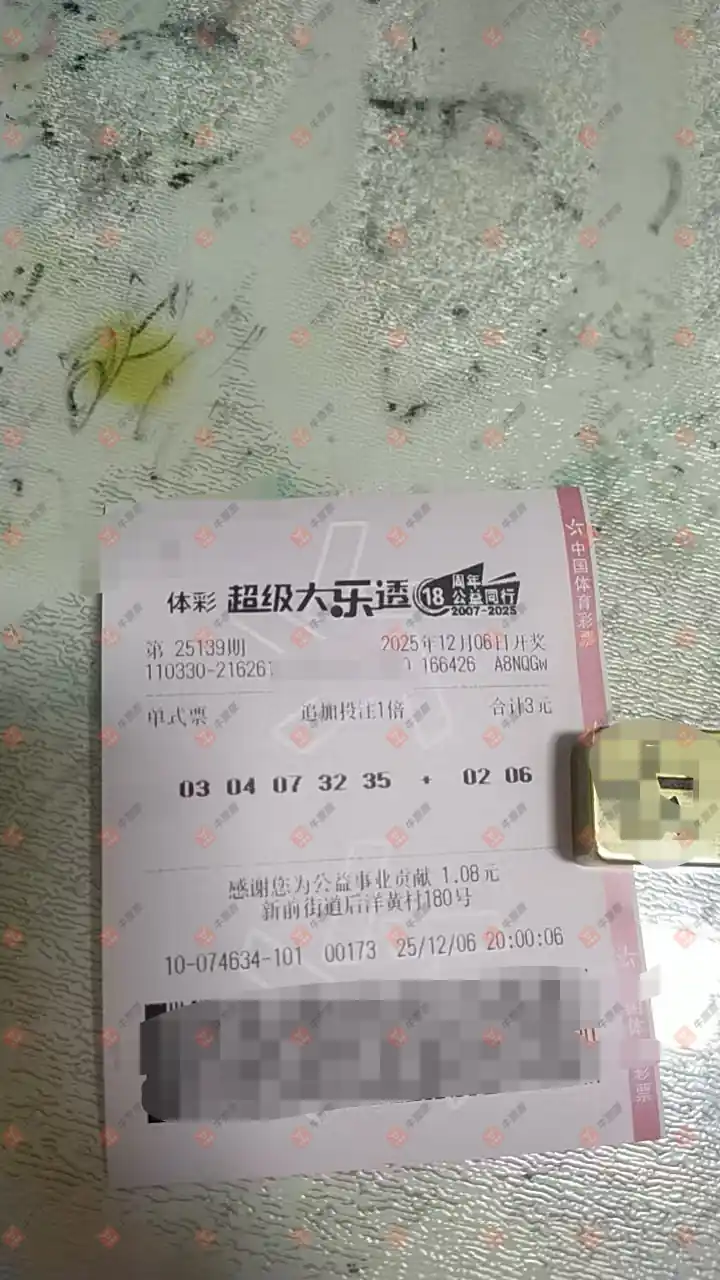 体彩 超级大乐透 18 周年 公益同行 2007-2025
第 25139期 2025年12月06日开奖
110330-216261 0 166426 A8NQGW
单式票 追加投注1倍 合计3元
03 04 07 32 35 + 02 06
感谢您为公益事业贡献 1.08元
新前街道后洋黄村180号
10-074634-101 00173 25/12/06 20:00:06
中国体育彩票
彩票